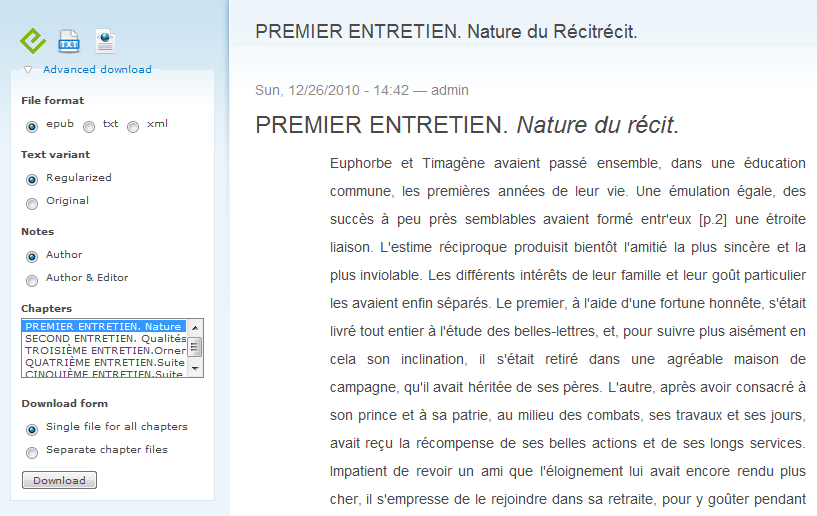 TXT
Advanced download
File format
epub txt xml
Text variant
Regularized
Original
Notes
Author
Author & Editor
Chapters
PREMIER ENTRETIEN. Nature
SECOND ENTRETIEN. Qualités
TROISIÈME ENTRETIEN.Orner
QUATRIÈME ENTRETIEN.Suite
CINQUIÈME ENTRETIEN.Suite
Download form
Single file for all chapters
Separate chapter files
Download
PREMIER ENTRETIEN. Nature du Récitrécit.
Sun, 12/26/2010 - 14:42 — admin
PREMIER ENTRETIEN. Nature du récit.
Euphorbe et Timagène avaient passé ensemble, dans une éducation
commune, les premières années de leur vie. Une émulation égale, des
succès à peu près semblables avaient formé entr'eux [p.2] une étroite
liaison. L'estime réciproque produisit bientôt l'amitié la plus sincère et la
plus inviolable. Les différents intérêts de leur famille et leur goût particulier
les avaient enfin séparés. Le premier, à l'aide d'une fortune honnête, s'était
livré tout entier à l'étude des belles-lettres, et, pour suivre plus aisément en
cela son inclination, il s'était retiré dans une agréable maison de
campagne, qu'il avait héritée de ses pères. L'autre, après avoir consacré à
son prince et à sa patrie, au milieu des combats, ses travaux et ses jours,
avait reçu la récompense de ses belles actions et de ses longs services.
Impatient de revoir un ami que l'éloignement lui avait encore rendu plus
cher, il s'empresse de le rejoindre dans sa retraite, pour y goûter pendant